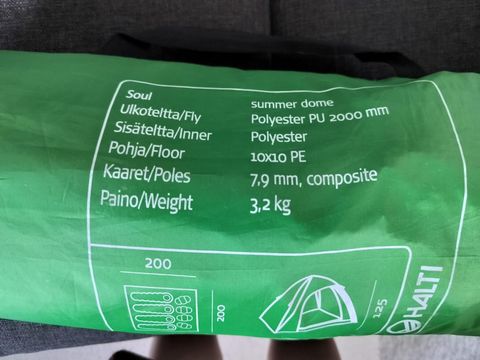 Soul summer dome
Ulkoteltta/Fly Polyester PU 2000 mm
Sisäteltta/Inner Polyester
Pohja/Floor 10x10 PE
Kaaret/Poles 7,9 mm, composite
Paino/Weight 3,2 kg
200
200
125
HALTI